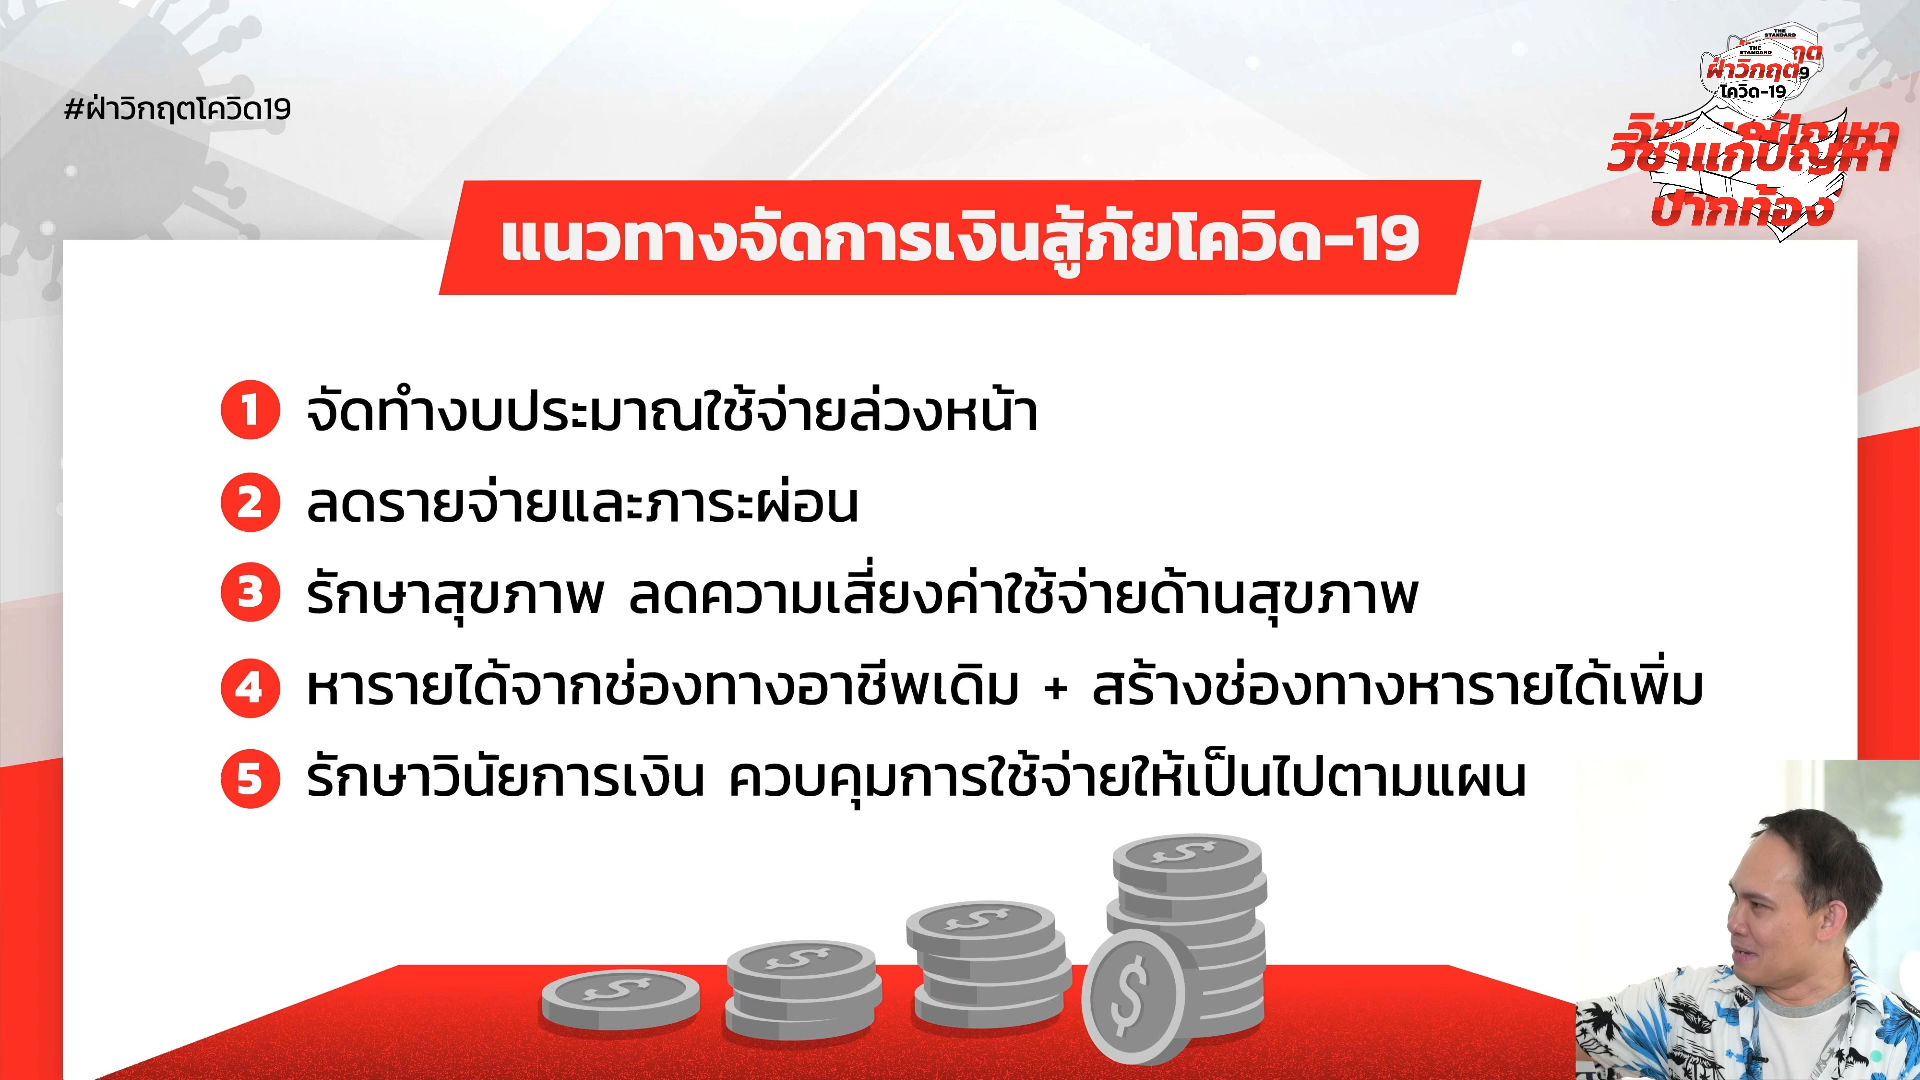 #ฝ่าวิกฤตโควิด19
THE STANDARD
ฝ่าวิกฤต
โควิด-19
วิชาแก้ปัญหา
ปากท้อง
แนวทางจัดการเงินสู้ภัยโควิด-19
1 จัดทำงบประมาณใช้จ่ายล่วงหน้า
2 ลดรายจ่ายและภาระผ่อน
3 รักษาสุขภาพ ลดความเสี่ยงค่าใช้จ่ายด้านสุขภาพ
4 หารายได้จากช่องทางอาชีพเดิม + สร้างช่องทางหารายได้เพิ่ม
5 รักษาวินัยการเงิน ควบคุมการใช้จ่ายให้เป็นไปตามแผน